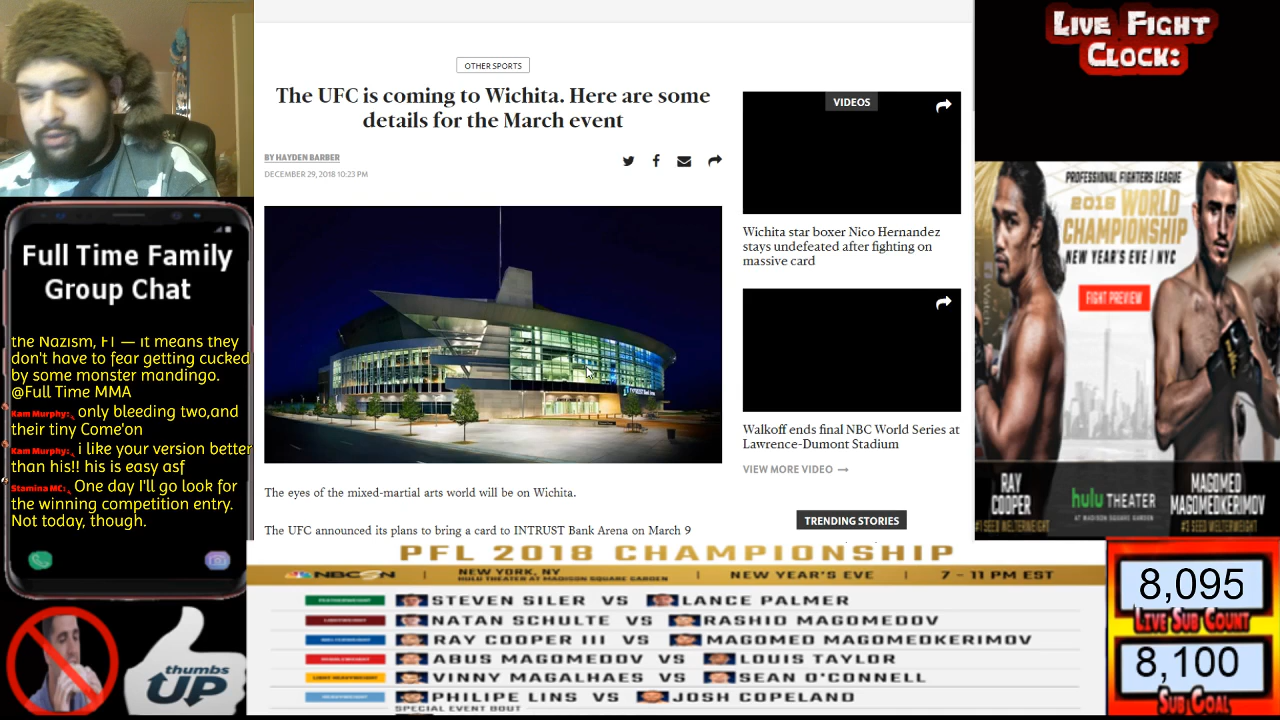 LIVE FIGHT
CLOCK:
OTHER SPORTS
The UFC is coming to Wichita. Here are some
details for the March event
BY HAYDEN BARBER
DECEMBER 29, 2018 10:23 PM
The eyes of the mixed-martial arts world will be on Wichita.
The UFC announced its plans to bring a card to INTRUST Bank Arena on March 9
VIDEOS
Wichita star boxer Nico Hernandez
stays undefeated after fighting on
massive card
Walkoff ends final NBC World Series at
Lawrence-Dumont Stadium
VIEW MORE VIDEO
TRENDING STORIES
PROFESSIONAL FIGHTERS LEAGUE
2018 WORLD
CHAMPIONSHIP
NEW YEAR'S EVE | NYC
FIGHT PREVIEW
RAY
COOPER
#1 SEED WELTERWEIGHT
hulu THEATER
AT MADISON SQUARE GARDEN
MAGOMED
MAGOMEDKERIMOV
#3 SEED WELTERWEIGHT
Full Time Family
Group Chat
the Nazism, FT — it means they
don't have to fear getting cucked
by some monster mandingo.
@Full Time MMA
Kam Murphy: only bleeding two,and
their tiny Come'on
Kam Murphy: i like your version better
than his!! his is easy asf
Stamina MC: One day I'll go look for
the winning competition entry.
Not today, though.
thumbs
UP
PFL 2018 CHAMPIONSHIP
NBCSN | NEW YORK, NY | NEW YEAR'S EVE | 7 - 11 PM EST
HULU THEATER AT MADISON SQUARE GARDEN
STEVEN SILER VS LANCE PALMER
NATAN SCHULTE VS RASHID MAGOMEDOV
RAY COOPER III VS MAGOMED MAGOMEDKERIMOV
ABUS MAGOMEDOV VS LOUIS TAYLOR
LIGHT HEAVYWEIGHT VINNY MAGALHAES VS SEAN O'CONNELL
PHILIPE LINS VS JOSH COPELAND
SPECIAL EVENT BOUT
8,095
LIVE SUB COUNT
8,100
SUB GOAL